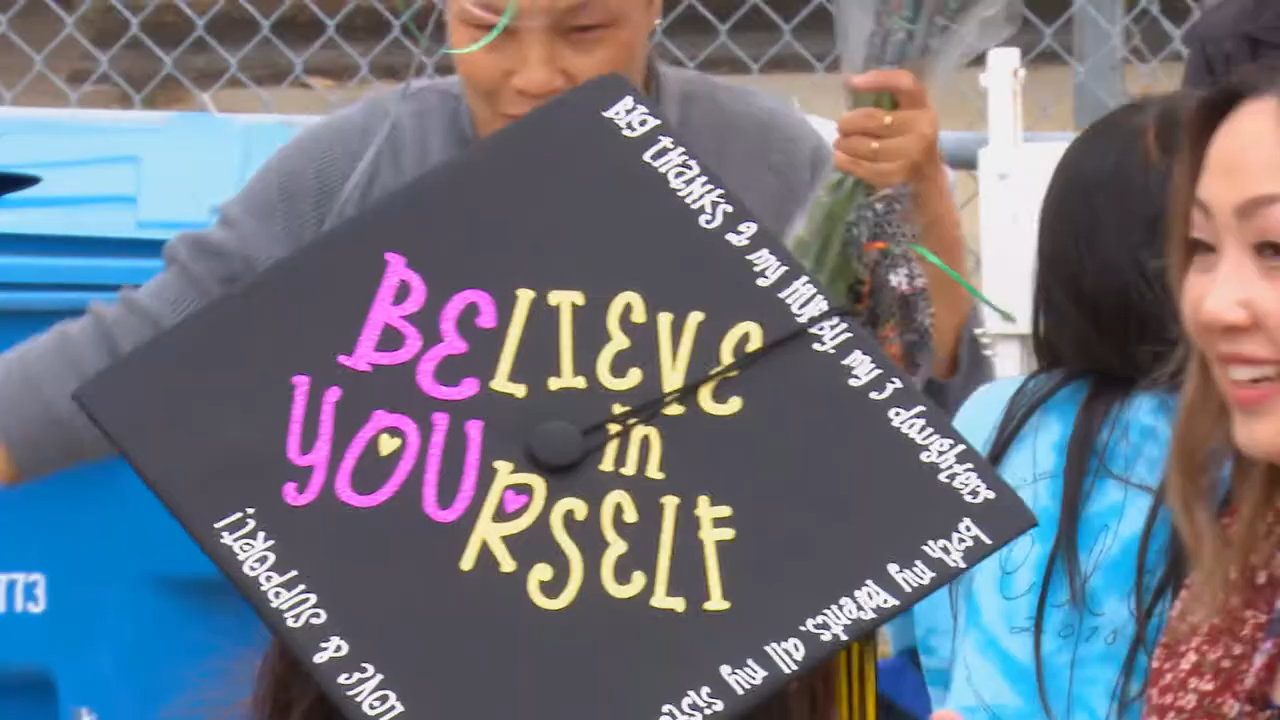 BELIEVE
in
YOURSELF
BIG THANKS 2 my HUBBY, my 3 daughters
both my Parents, all my
LOVE & SUPPORT!
773